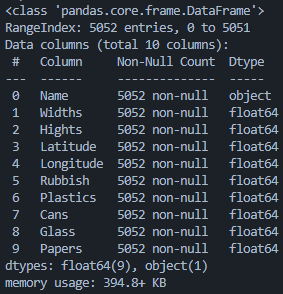 <class 'pandas.core.frame.DataFrame'>
RangeIndex: 5052 entries, 0 to 5051
Data columns (total 10 columns):
 #   Column     Non-Null Count  Dtype
---  ------     --------------  -----
 0   Name       5052 non-null   object
 1   Widths     5052 non-null   float64
 2   Hights     5052 non-null   float64
 3   Latitude   5052 non-null   float64
 4   Longitude  5052 non-null   float64
 5   Rubbish    5052 non-null   float64
 6   Plastics   5052 non-null   float64
 7   Cans       5052 non-null   float64
 8   Glass      5052 non-null   float64
 9   Papers     5052 non-null   float64
dtypes: float64(9), object(1)
memory usage: 394.8+ KB